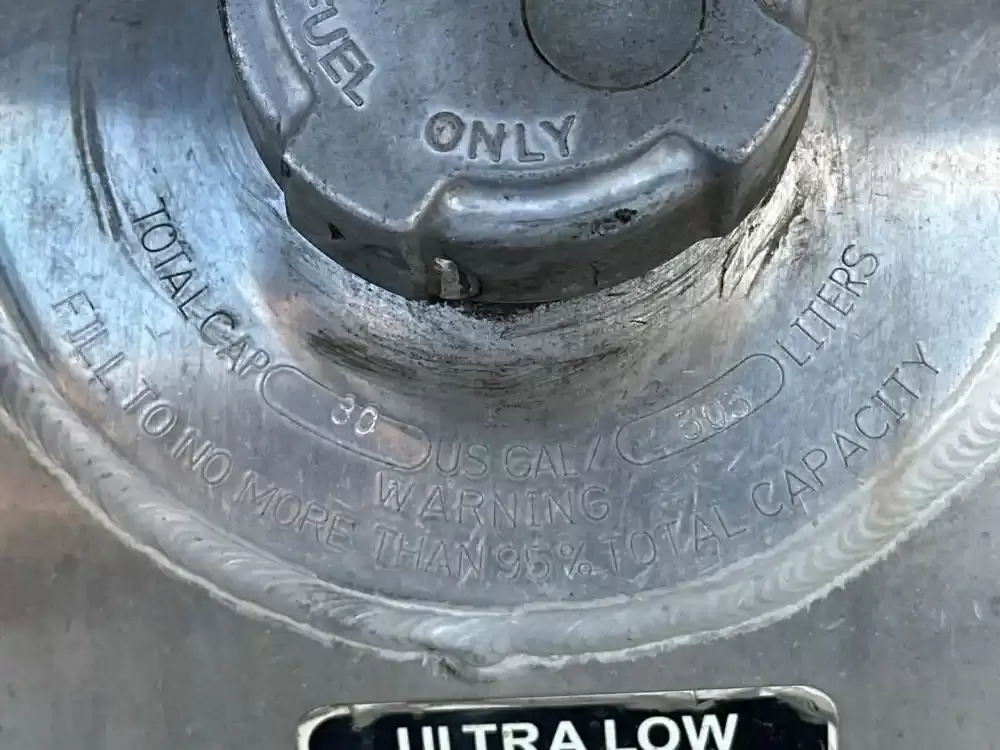 FUEL
ONLY
TOTAL CAP 30 US GAL/ 303 LITERS
WARNING
FILL TO NO MORE THAN 95% TOTAL CAPACITY
ULTRA LOW